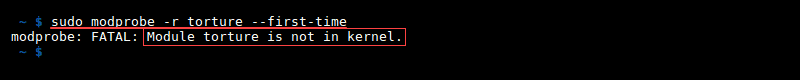 ~ $ sudo modprobe -r torture --first-time
modprobe: FATAL: Module torture is not in kernel.
~ $